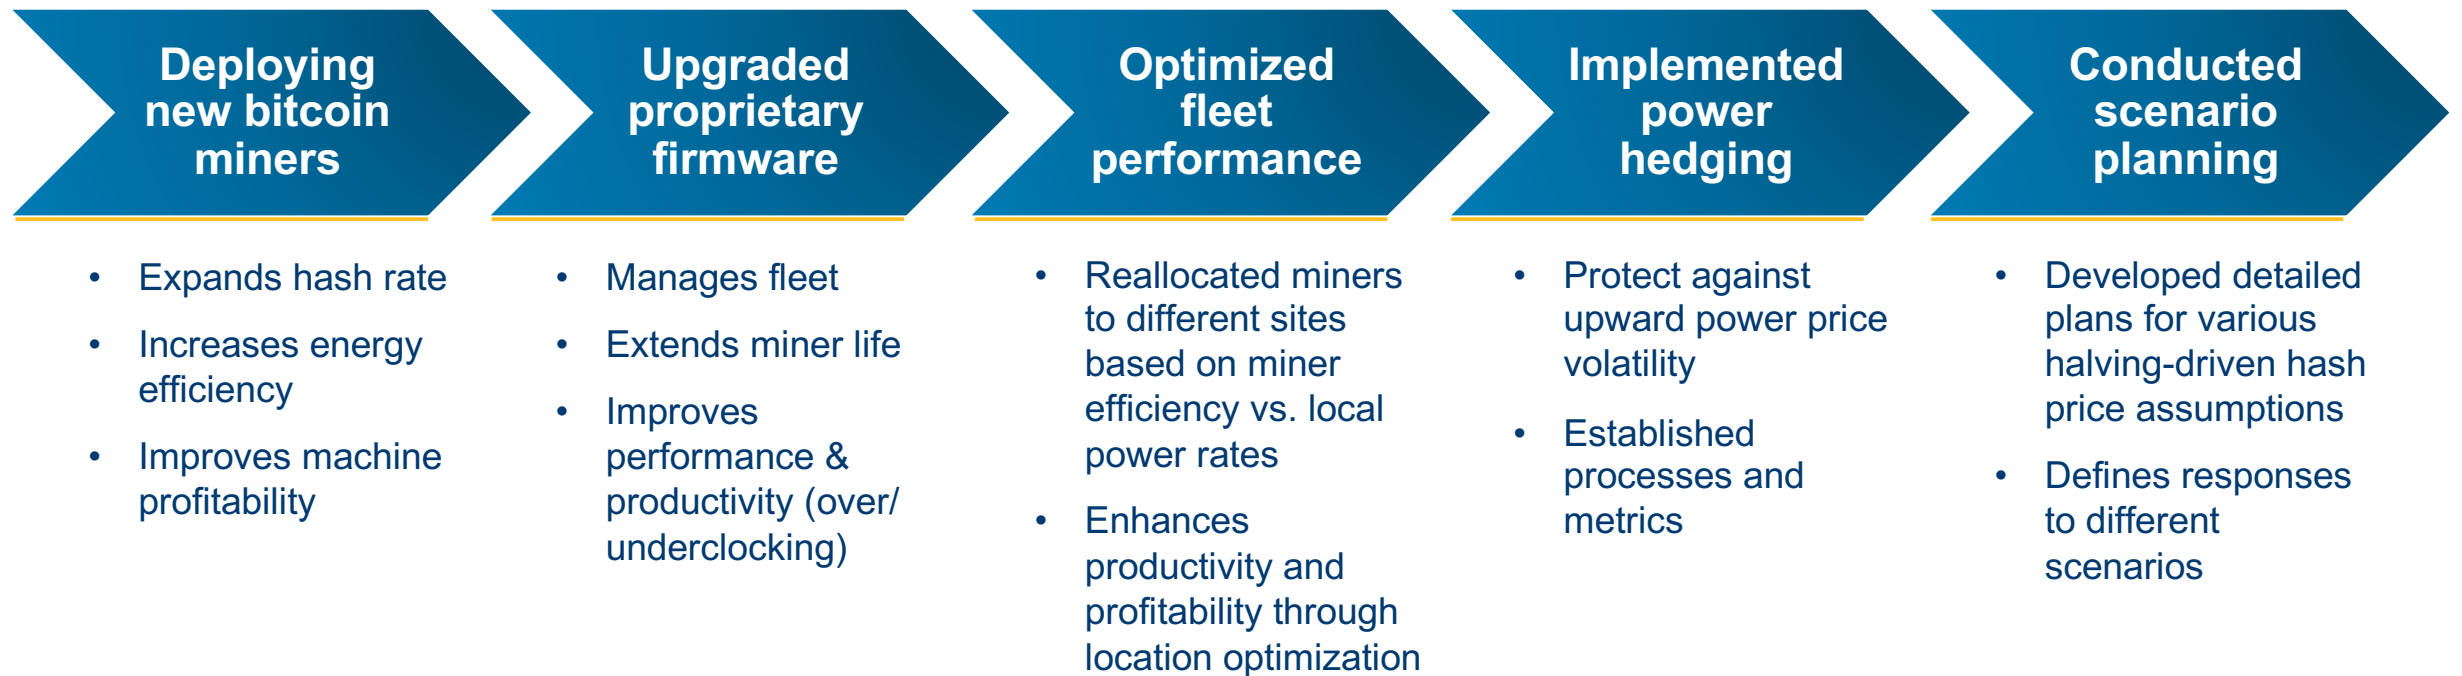 Deploying
new bitcoin
miners
• Expands hash rate
• Increases energy
efficiency
• Improves machine
profitability
Upgraded
proprietary
firmware
• Manages fleet
• Extends miner life
• Improves
performance &
productivity (over/
underclocking)
Optimized
fleet
performance
• Reallocated miners
to different sites
based on miner
efficiency vs. local
power rates
• Enhances
productivity and
profitability through
location optimization
Implemented
power
hedging
• Protect against
upward power price
volatility
• Established
processes and
metrics
Conducted
scenario
planning
• Developed detailed
plans for various
halving-driven hash
price assumptions
• Defines responses
to different
scenarios